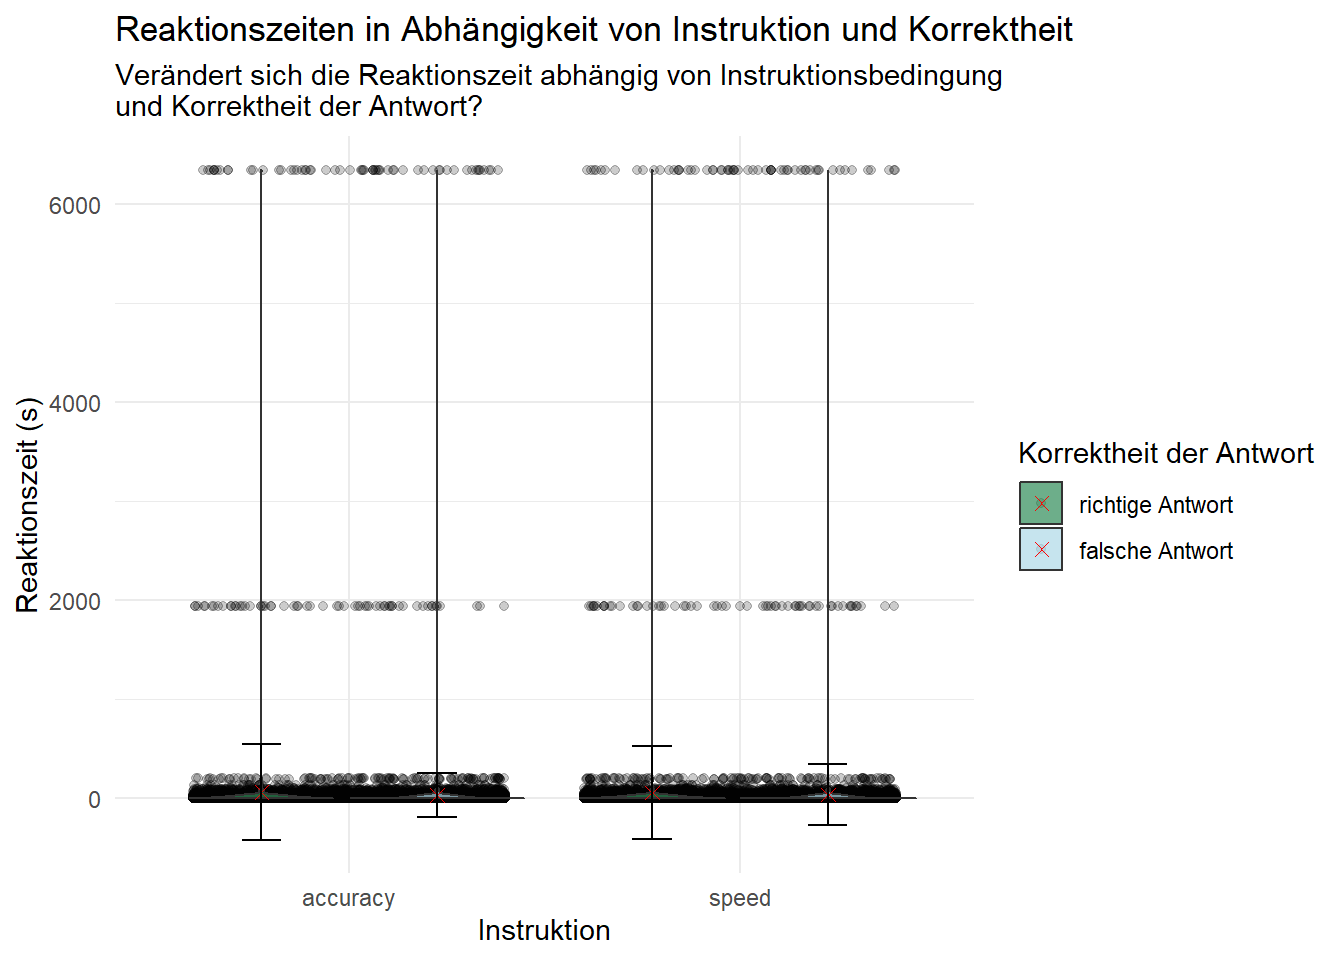 Reaktionszeiten in Abhängigkeit von Instruktion und Korrektheit
Verändert sich die Reaktionszeit abhängig von Instruktionsbedingung
und Korrektheit der Antwort?
Reaktionszeit (s)
6000
4000
2000
0
accuracy
speed
Instruktion
Korrektheit der Antwort
richtige Antwort
falsche Antwort